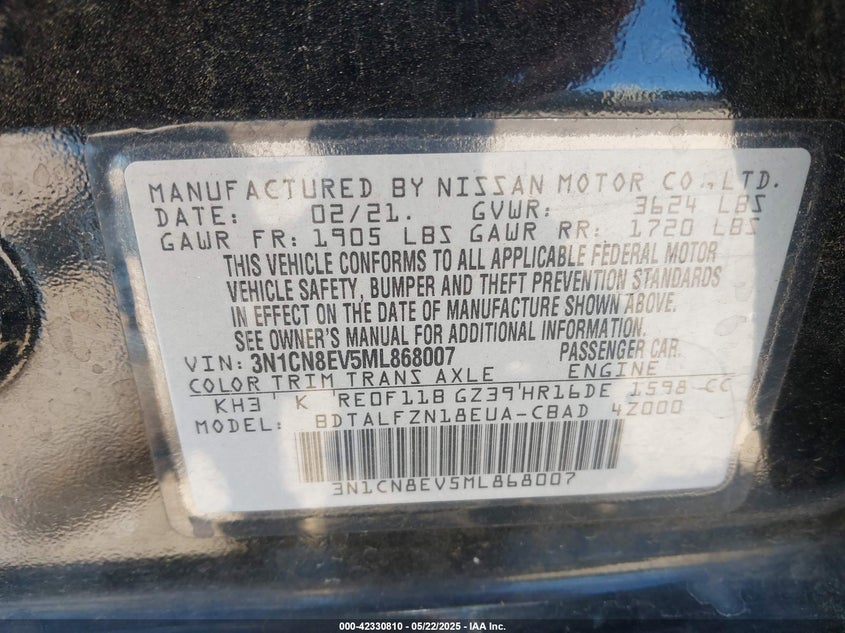 MANUFACTURED BY NISSAN MOTOR CO.,LTD.
DATE: 02/21. GVWR: 3624 LBS
GAWR FR: 1905 LBS GAWR RR: 1720 LBS
THIS VEHICLE CONFORMS TO ALL APPLICABLE FEDERAL MOTOR
VEHICLE SAFETY, BUMPER AND THEFT PREVENTION STANDARDS
IN EFFECT ON THE DATE OF MANUFACTURE SHOWN ABOVE.
SEE OWNER'S MANUAL FOR ADDITIONAL INFORMATION.
VIN: 3N1CN8EV5ML868007 PASSENGER CAR.
COLOR TRIM TRANS AXLE ENGINE
KH3 K RE0F11B GZ39 HR16DE 1598 CC
MODEL: BDTALFZN18EUA-CBAD 4Z000
3N1CN8EV5ML868007
000-42330810 - 05/22/2025 - IAA Inc.